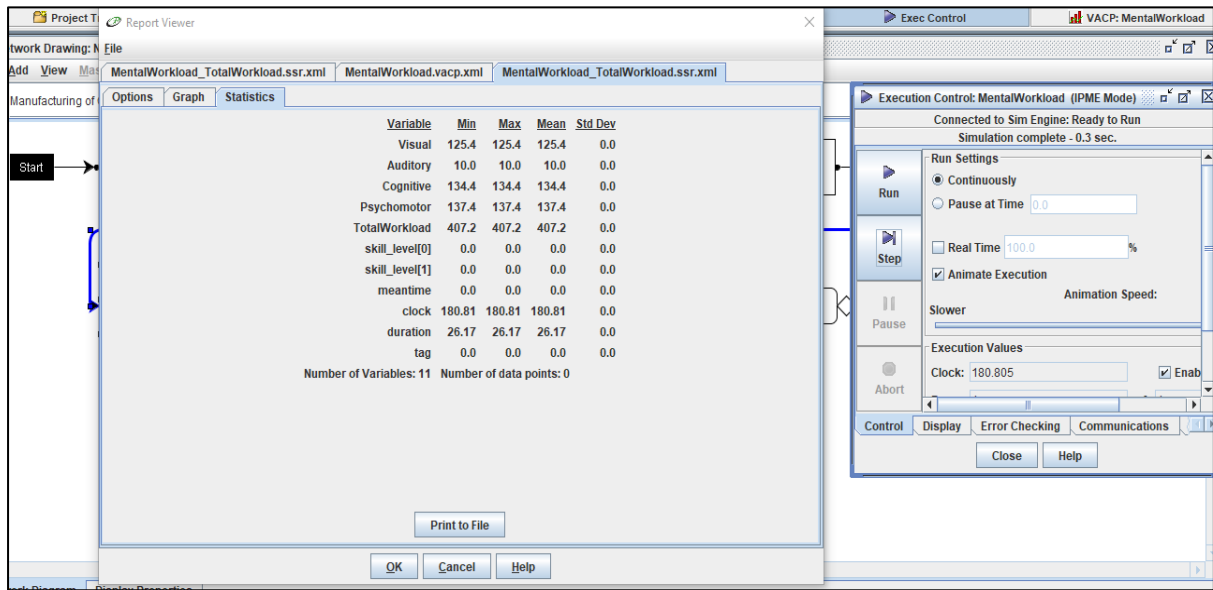 Project T
Report Viewer
Exec Control
VACP: MentalWorkload
twork Drawing: N
File
Add View Mas
MentalWorkload_TotalWorkload.ssr.xml MentalWorkload.vacp.xml MentalWorkload_TotalWorkload.ssr.xml
Manufacturing of
Options Graph Statistics
Start
Variable Min Max Mean Std Dev
Visual 125.4 125.4 125.4 0.0
Auditory 10.0 10.0 10.0 0.0
Cognitive 134.4 134.4 134.4 0.0
Psychomotor 137.4 137.4 137.4 0.0
TotalWorkload 407.2 407.2 407.2 0.0
skill_level[0] 0.0 0.0 0.0 0.0
skill_level[1] 0.0 0.0 0.0 0.0
meantime 0.0 0.0 0.0 0.0
clock 180.81 180.81 180.81 0.0
duration 26.17 26.17 26.17 0.0
tag 0.0 0.0 0.0 0.0
Number of Variables: 11 Number of data points: 0
Print to File
OK Cancel Help
Execution Control: MentalWorkload (IPME Mode)
Connected to Sim Engine: Ready to Run
Simulation complete - 0.3 sec.
Run
Step
Pause
Abort
Run Settings
Continuously
Pause at Time 0.0
Real Time 100.0 %
Animate Execution
Animation Speed:
Slower
Execution Values
Clock: 180.805 Enab
Control Display Error Checking Communications
Close Help